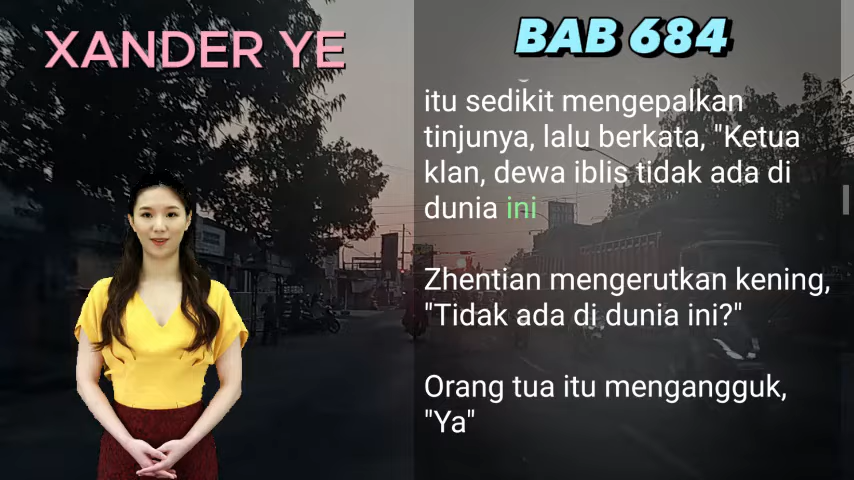 XANDER YE
BAB 684
itu sedikit mengepalkan
tinjunya, lalu berkata, "Ketua
klan, dewa iblis tidak ada di
dunia ini
Zhentian mengerutkan kening,
"Tidak ada di dunia ini?"
Orang tua itu mengangguk,
"Ya"